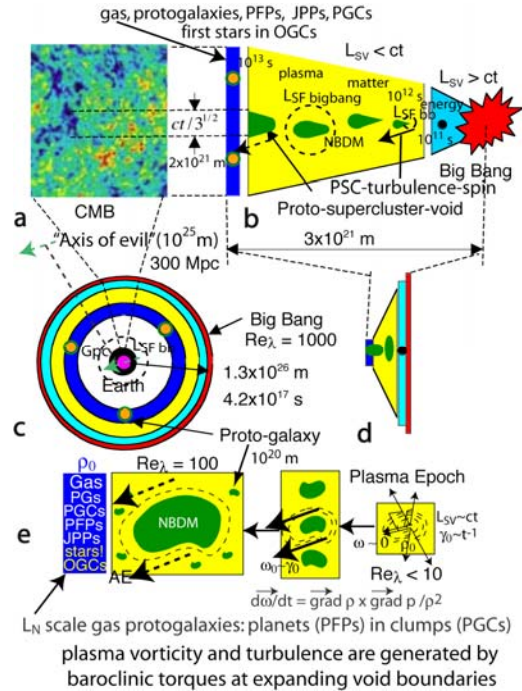 gas, protogalaxies, PFPs, JPPs, PGCs
first stars in OGCs
L_SV < ct
L_SV > ct
10^13 s
plasma
matter
10^12 s
energy
10^11 s
L_SF bigbang
L_SF bb
NBDM
ct/3^1/2
2x10^21 m
Big Bang
PSC-turbulence-spin
Proto-supercluster-void
a
CMB
b
3x10^21 m
"Axis of evil" (10^25 m)
300 Mpc
Big Bang
Re_λ = 1000
Gpc
L_SF bb
Earth
1.3x10^26 m
4.2x10^17 s
c
d
Proto-galaxy
10^20 m
ρ_0
Re_λ = 100
Plasma Epoch
e
Gas
PGs
PGCs
PFPs
JPPs
stars!
OGCs
NBDM
AE
ω_0~γ_0
ω~0
ρ_0
L_SV~ct
γ_0~t^-1
Re_λ < 10
dω/dt = grad ρ x grad p /ρ^2
L_N scale gas protogalaxies: planets (PFPs) in clumps (PGCs)
plasma vorticity and turbulence are generated by
baroclinic torques at expanding void boundaries